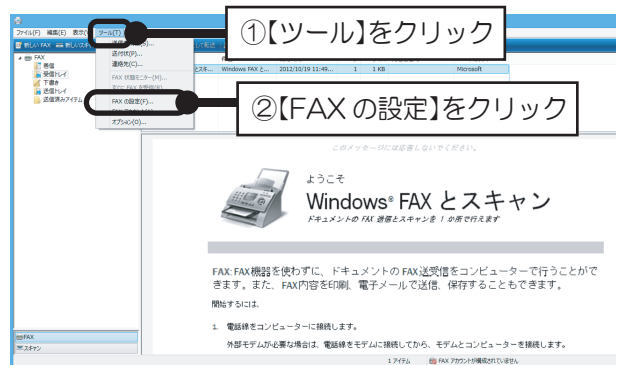 ①【ツール】をクリック
ファイル(F) 編集(E) 表示(V) ツール(T)
新しい FAX 新しいスキャン
送付状(P)...
連絡先(C)...
FAX 状態モニター(M)...
FAX の設定(F)...
オプション(O)...
FAX
着信
受信トレイ
下書き
送信トレイ
送信済みアイテム
Windows FAX と... 2012/10/19 11:49... 1 1 KB Microsoft
②【FAX の設定】をクリック
このメッセージには応答しないでください。
ようこそ
Windows® FAX とスキャン
ドキュメントの FAX 送信とスキャンを 1 か所で行えます
FAX: FAX機器を使わずに、ドキュメントの FAX送受信をコンピューターで行うことがで
きます。また、FAX内容を印刷、電子メールで送信、保存することもできます。
開始するには、
1. 電話線をコンピューターに接続します。
外部モデムが必要な場合は、電話線をモデムに接続してから、モデムとコンピューターを接続します。
FAX
スキャン
1 アイテム FAX アカウントが構成されていません